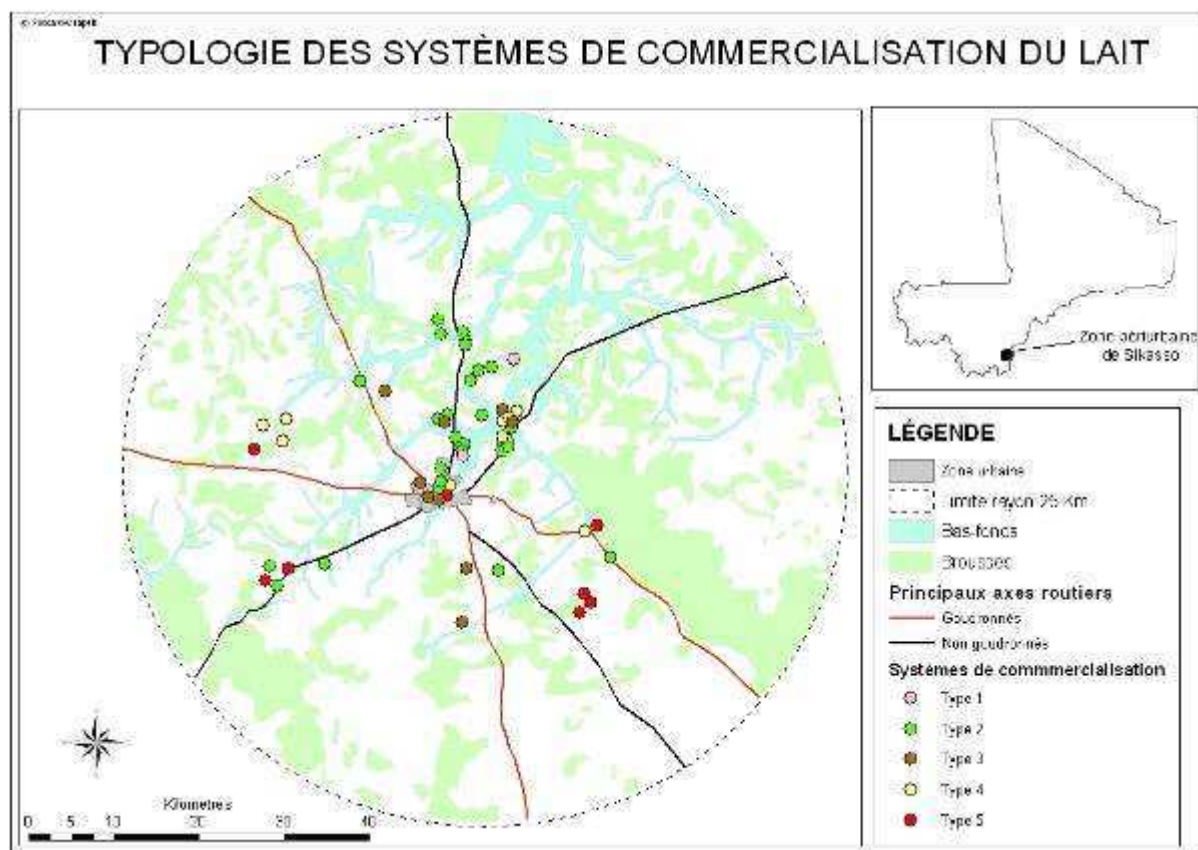 TYPOLOGIE DES SYSTÈMES DE COMMERCIALISATION DU LAIT
Zone périurbaine
de Sikasso
LÉGENDE
Zone urbaine
Limite rayon 25 Km
Bas-fonds
Brousses
Principaux axes routiers
Goudronnés
Non goudronnés
Systèmes de commmercialisation
Type 1
Type 2
Type 3
Type 4
Type 5
Kilomètres
0 5 10 20 30 40